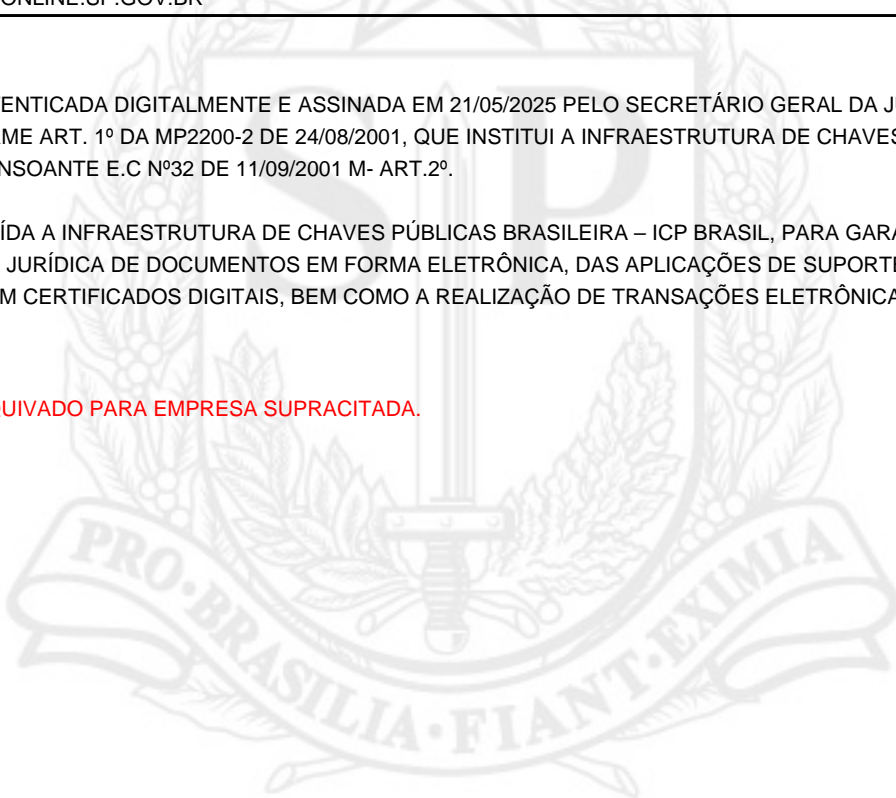 ONLINE.SP.GOV.BR
ENTICADA DIGITALMENTE E ASSINADA EM 21/05/2025 PELO SECRETÁRIO GERAL DA J
ME ART. 1º DA MP2200-2 DE 24/08/2001, QUE INSTITUI A INFRAESTRUTURA DE CHAVES
NSOANTE E.C Nº32 DE 11/09/2001 M- ART.2º.
ÍDA A INFRAESTRUTURA DE CHAVES PÚBLICAS BRASILEIRA – ICP BRASIL, PARA GARA
JURÍDICA DE DOCUMENTOS EM FORMA ELETRÔNICA, DAS APLICAÇÕES DE SUPORTE
M CERTIFICADOS DIGITAIS, BEM COMO A REALIZAÇÃO DE TRANSAÇÕES ELETRÔNICA
UIVADO PARA EMPRESA SUPRACITADA.
SP
PRO·BRASILIA·FIANT·EXIMIA